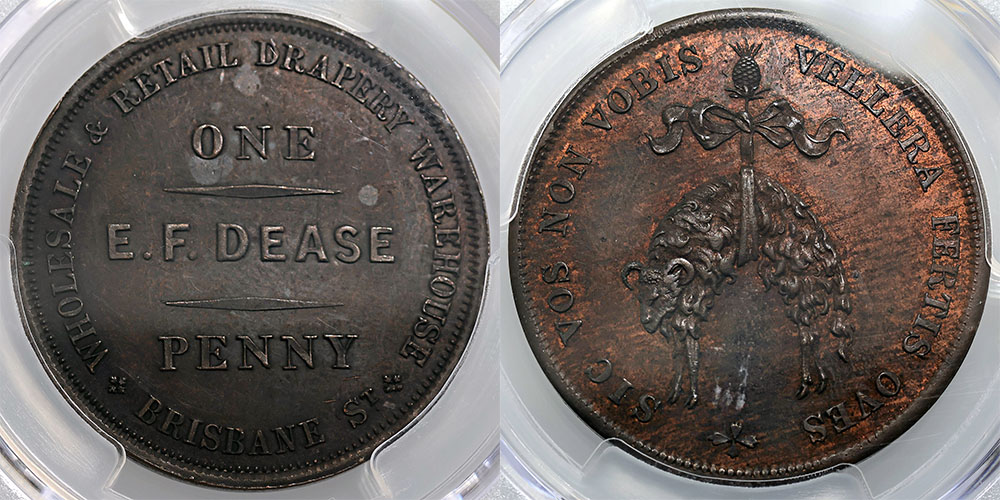 WHOLESALE & RETAIL DRAPERY WAREHOUSE
ONE
E.F. DEASE
PENNY
BRISBANE ST
SIC VOS NON VOBIS VELLERA FERTIS OVES